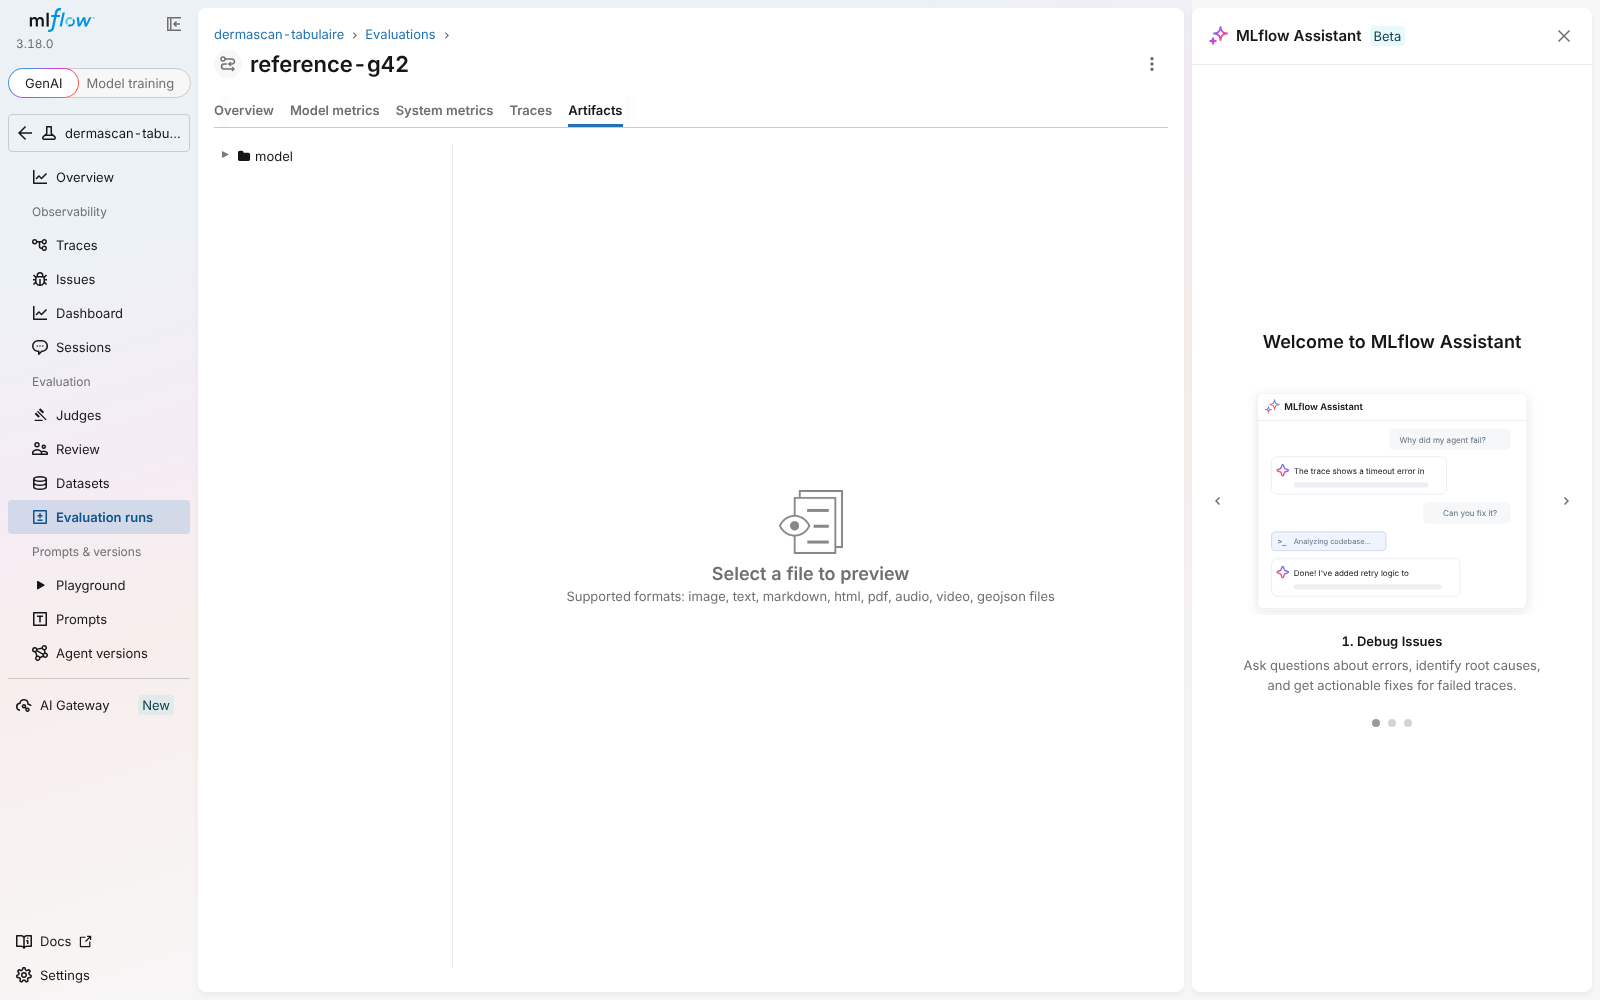 mlflow
3.18.0
GenAI
Model training
dermascan-tabu...
Overview
Observability
Traces
Issues
Dashboard
Sessions
Evaluation
Judges
Review
Datasets
Evaluation runs
Prompts & versions
Playground
Prompts
Agent versions
AI Gateway
New
Docs
Settings
dermascan-tabulaire › Evaluations ›
reference-g42
Overview
Model metrics
System metrics
Traces
Artifacts
model
Select a file to preview
Supported formats: image, text, markdown, html, pdf, audio, video, geojson files
MLflow Assistant
Beta
Welcome to MLflow Assistant
MLflow Assistant
Why did my agent fail?
The trace shows a timeout error in
Can you fix it?
>_ Analyzing codebase...
Done! I've added retry logic to
1. Debug Issues
Ask questions about errors, identify root causes,
and get actionable fixes for failed traces.